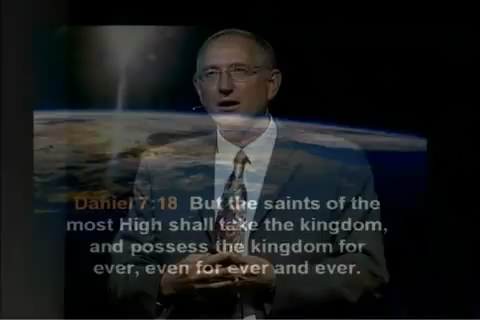 Daniel 7:18 But the saints of the
most High shall take the kingdom,
and possess the kingdom for
ever, even for ever and ever.